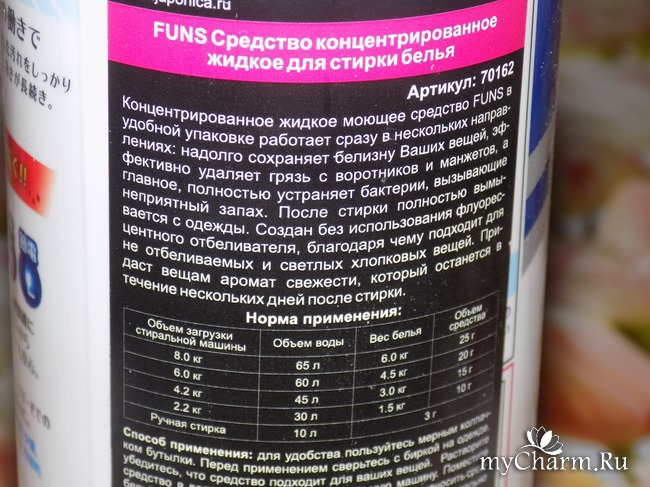 japonica.ru
FUNS Средство концентрированное
жидкое для стирки белья
Артикул: 70162
Концентрированное жидкое моющее средство FUNS в
удобной упаковке работает сразу в нескольких направ-
лениях: надолго сохраняет белизну Ваших вещей, эф-
фективно удаляет грязь с воротников и манжетов, а
главное, полностью устраняет бактерии, вызывающие
неприятный запах. После стирки полностью вымы-
вается с одежды. Создан без использования флуорес-
центного отбеливателя, благодаря чему подходит для
не отбеливаемых и светлых хлопковых вещей. При-
даст вещам аромат свежести, который останется в
течение нескольких дней после стирки.
Норма применения:
Объем загрузки стиральной машины Объем воды Вес белья Объем средства
8.0 кг 65 л 6.0 кг 25 г
6.0 кг 60 л 4.5 кг 20 г
4.2 кг 45 л 3.0 кг 15 г
2.2 кг 30 л 1.5 кг 10 г
Ручная стирка 10 л 3 г
Способ применения: для удобства пользуйтесь мерным колпач-
ком бутылки. Перед применением сверьтесь с биркой на одежде,
убедитесь, что средство подходит для ваших вещей. Растворите
средство в машину. Помест
myCharm.Ru